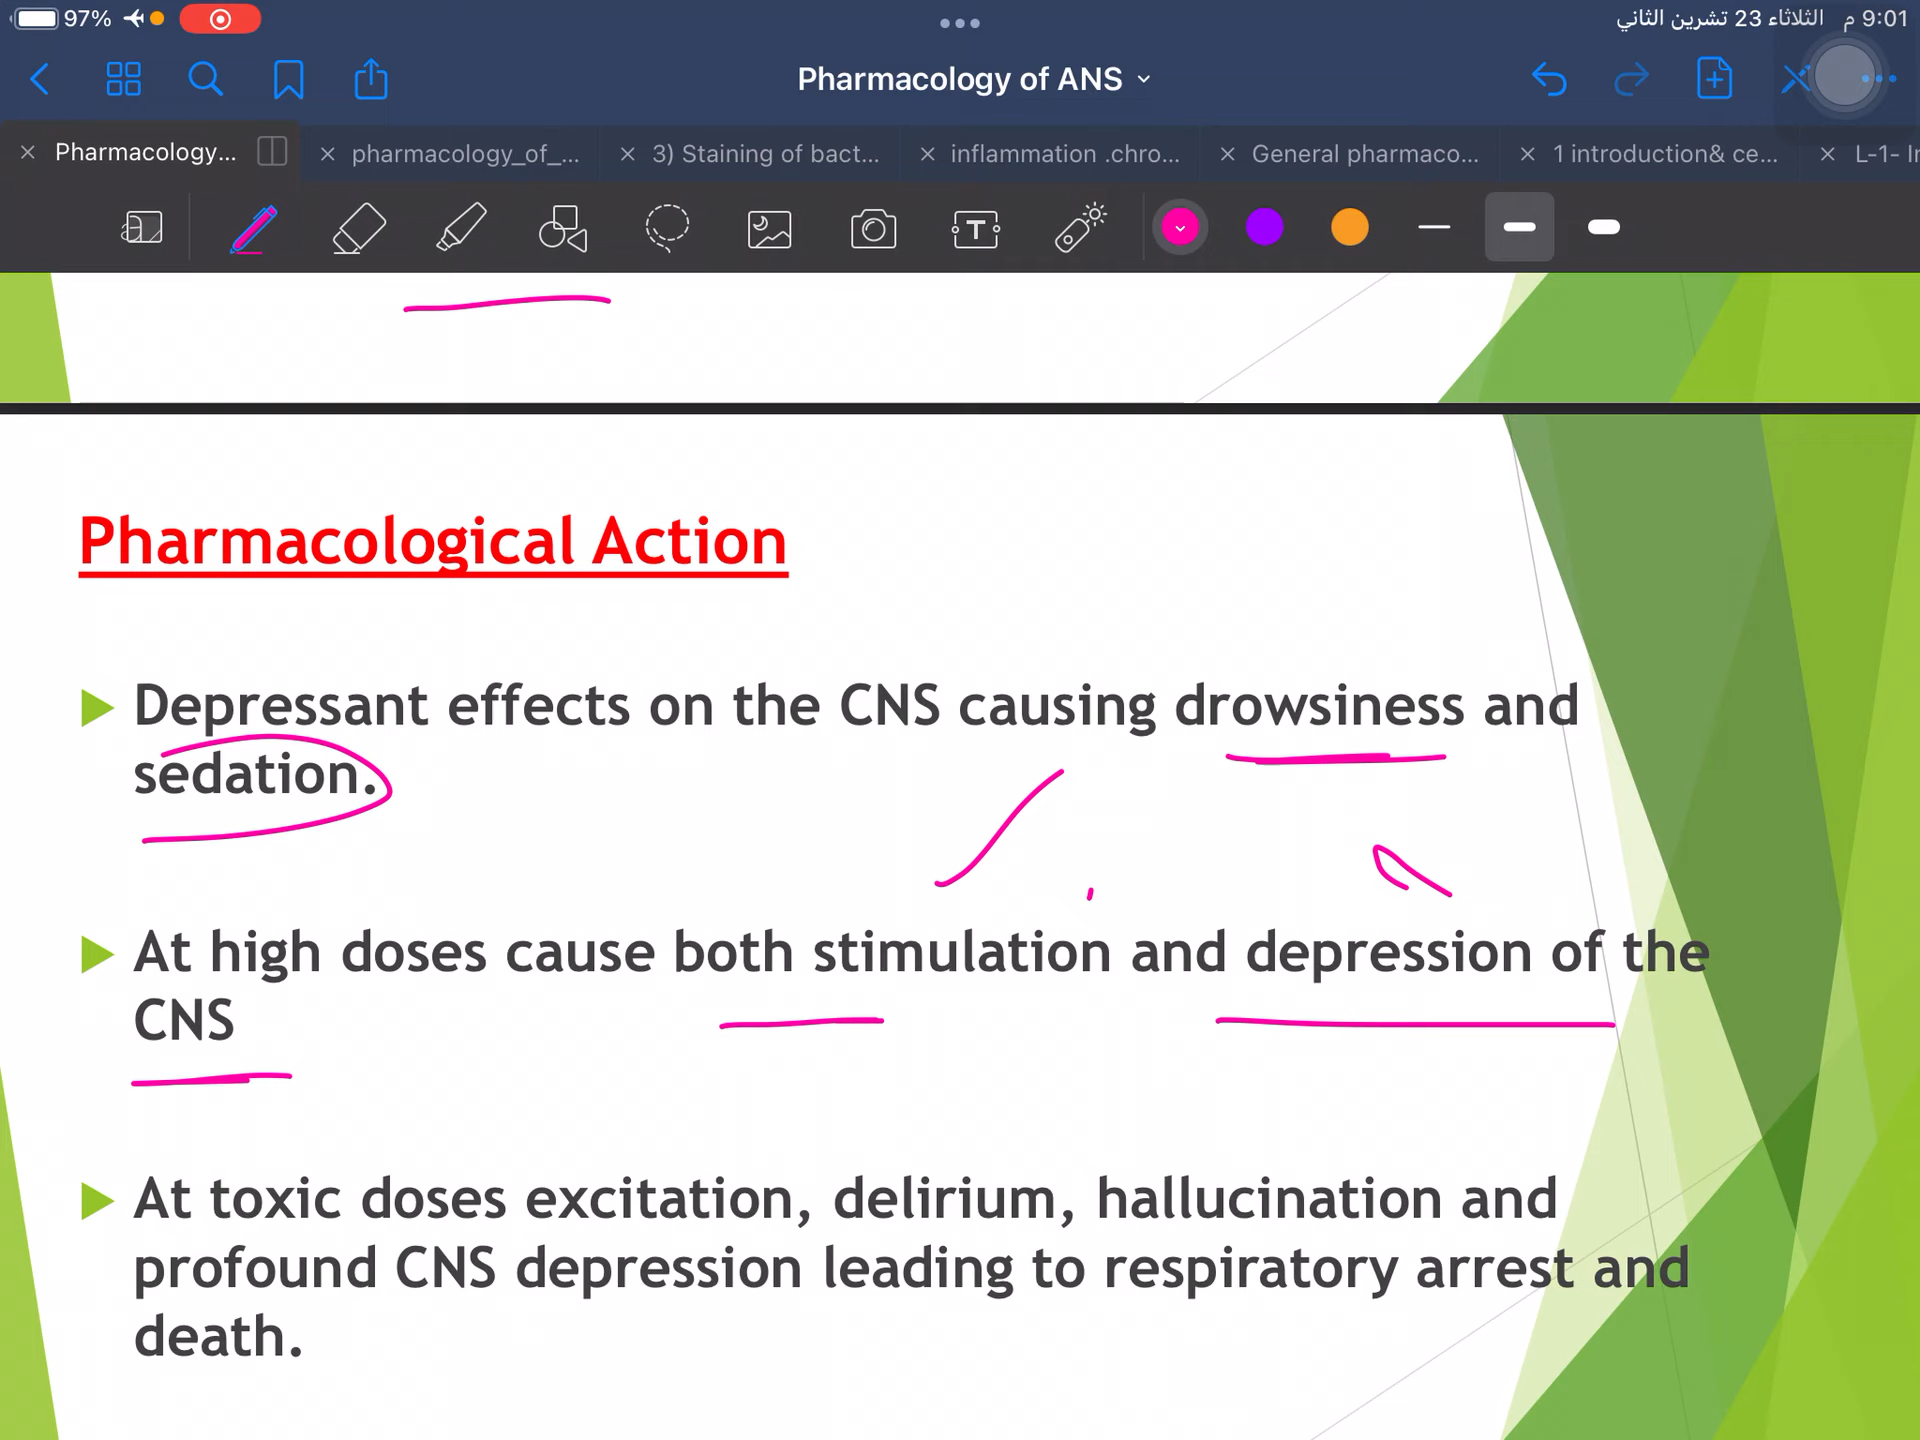 97%
الثلاثاء 23 تشرين الثاني 9:01 م
Pharmacology of ANS
Pharmacology...
pharmacology_of_...
3) Staining of bact...
inflammation .chro...
General pharmaco...
1 introduction& ce...
L-1- In
Pharmacological Action
Depressant effects on the CNS causing drowsiness and
sedation.
At high doses cause both stimulation and depression of the
CNS
At toxic doses excitation, delirium, hallucination and
profound CNS depression leading to respiratory arrest and
death.